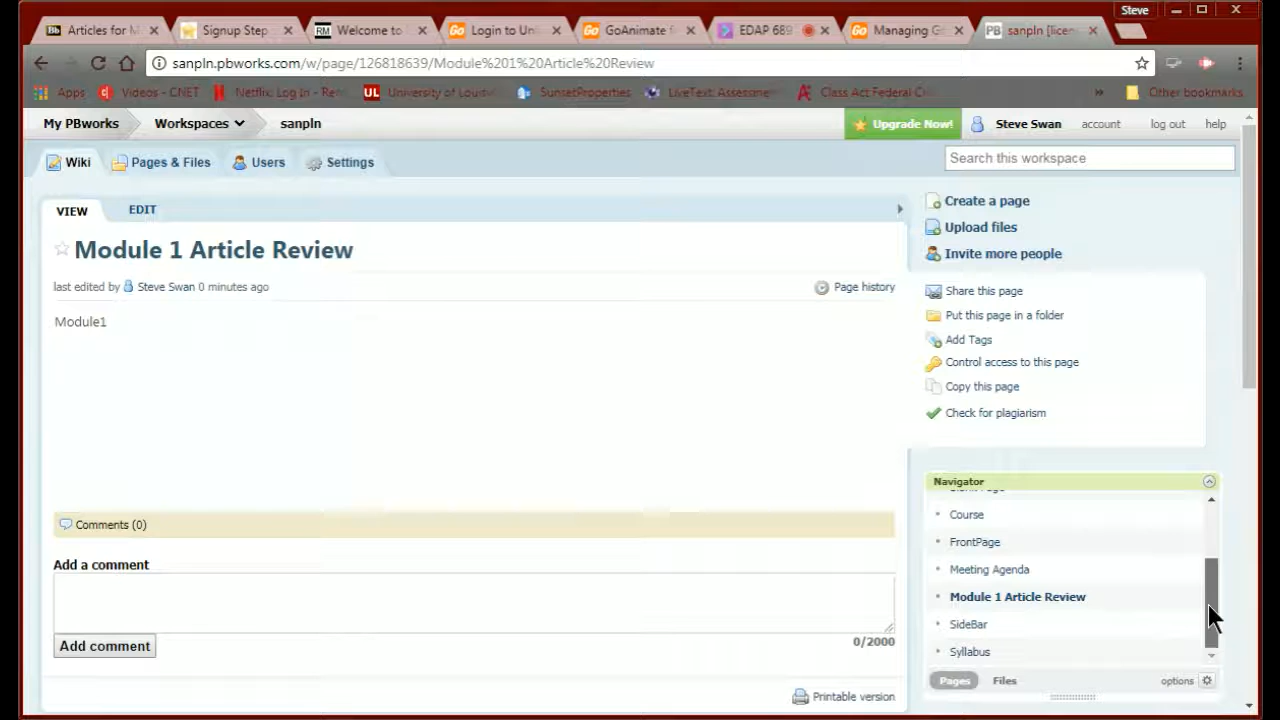 Steve
Articles for M
Signup Step
Welcome to
Login to Un
GoAnimate f
EDAP 689
Managing G
sanpln [licen
sanpln.pbworks.com/w/page/126818639/Module%201%20Article%20Review
Apps
Videos - CNET
Netflix: Log In - Ren
University of Louisv
SunsetProperties
LiveText: Assessme
Class Act Federal Cr
»
Other bookmarks
My PBworks
Workspaces
sanpln
Upgrade Now!
Steve Swan
account
log out
help
Wiki
Pages & Files
Users
Settings
Search this workspace
VIEW
EDIT
Module 1 Article Review
last edited by Steve Swan 0 minutes ago
Page history
Module1
Comments (0)
Add a comment
0/2000
Add comment
Printable version
Create a page
Upload files
Invite more people
Share this page
Put this page in a folder
Add Tags
Control access to this page
Copy this page
Check for plagiarism
Navigator
Course
FrontPage
Meeting Agenda
Module 1 Article Review
SideBar
Syllabus
Pages
Files
options